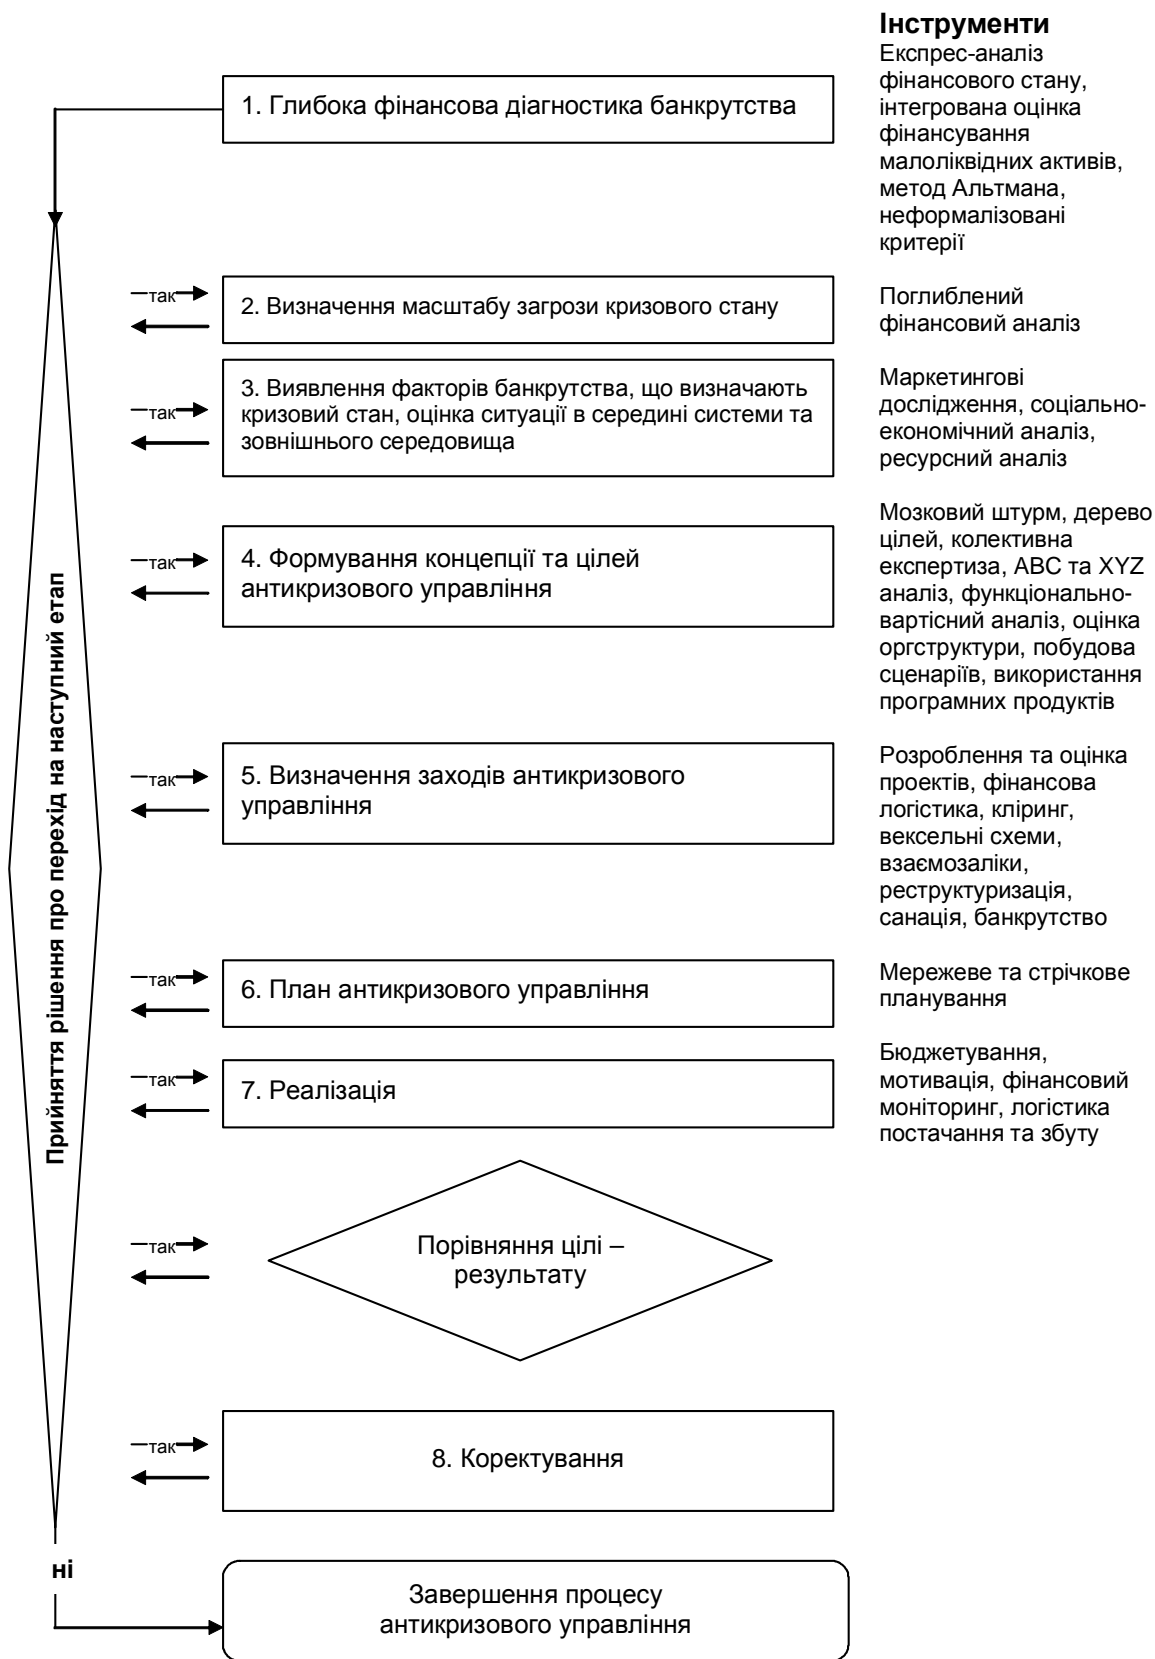 Інструменти
Експрес-аналіз
фінансового стану,
інтегрована оцінка
фінансування
малоліквідних активів,
метод Альтмана,
неформалізовані
критерії
1. Глибока фінансова діагностика банкрутства
Прийняття рішення про перехід на наступний етап
так
2. Визначення масштабу загрози кризового стану
Поглиблений
фінансовий аналіз
так
3. Виявлення факторів банкрутства, що визначають
кризовий стан, оцінка ситуації в середині системи та
зовнішнього середовища
Маркетингові
дослідження, соціально-
економічний аналіз,
ресурсний аналіз
так
4. Формування концепції та цілей
антикризового управління
Мозковий штурм, дерево
цілей, колективна
експертиза, ABC та XYZ
аналіз, функціонально-
вартісний аналіз, оцінка
оргструктури, побудова
сценаріїв, використання
програмних продуктів
так
5. Визначення заходів антикризового
управління
Розроблення та оцінка
проектів, фінансова
логістика, кліринг,
вексельні схеми,
взаємозаліки,
реструктуризація,
санація, банкрутство
так
6. План антикризового управління
Мережеве та стрічкове
планування
так
7. Реалізація
Бюджетування,
мотивація, фінансовий
моніторинг, логістика
постачання та збуту
так
Порівняння цілі –
результату
так
8. Коректування
ні
Завершення процесу
антикризового управління